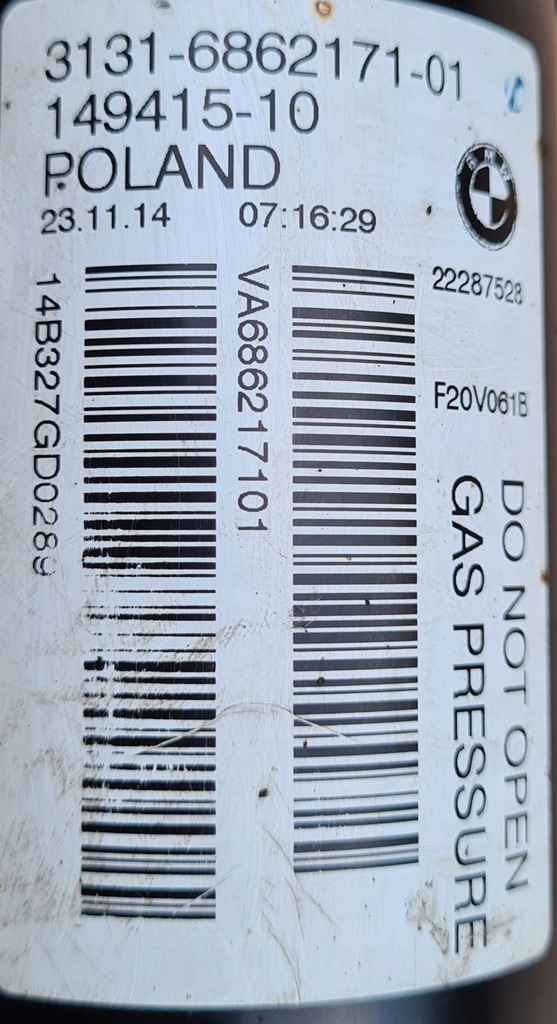 3131-6862171-01
149415-10
POLAND
23.11.14 07:16:29
BMW
22287528
F20V061B
14B327GD0289
VA686217101
DO NOT OPEN
GAS PRESSURE